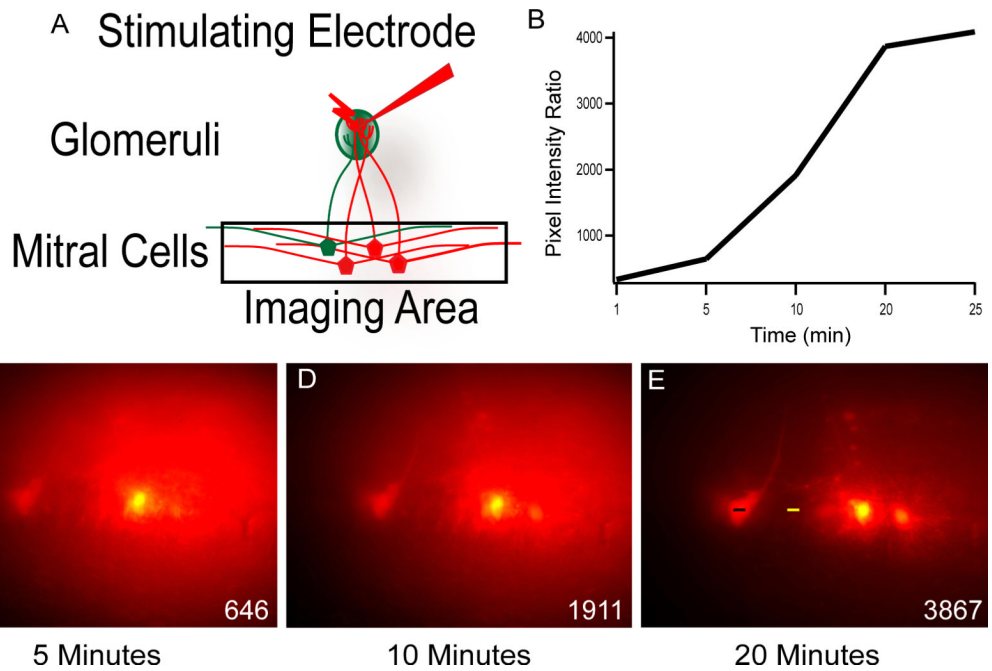 A Stimulating Electrode
Glomeruli
Mitral Cells
Imaging Area
B
Pixel Intensity Ratio
4000
3000
2000
1000
1 5 10 20 25
Time (min)
646
D
1911
E
3867
5 Minutes
10 Minutes
20 Minutes